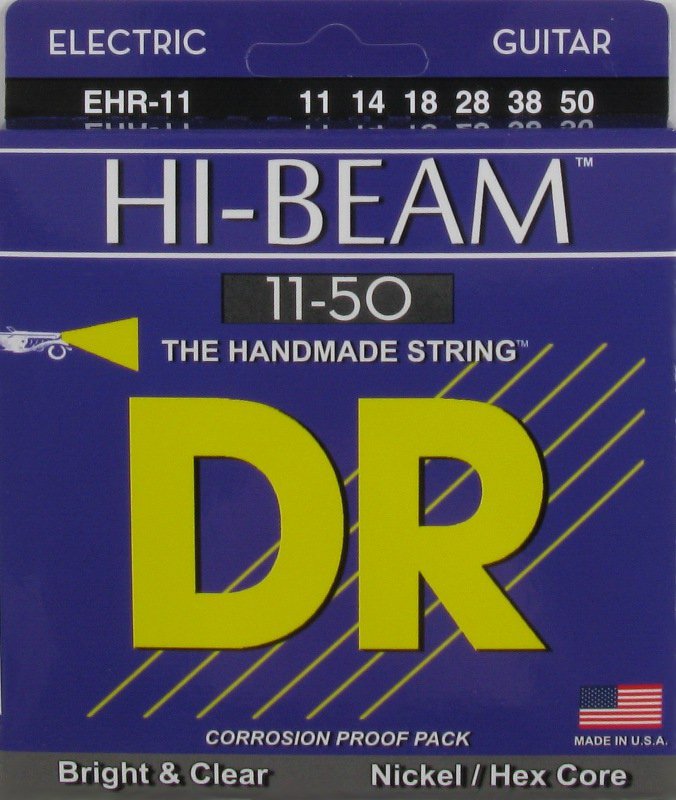 ELECTRIC GUITAR
EHR-11 11 14 18 28 38 50
HI-BEAM™
11-50
THE HANDMADE STRING™
DR
CORROSION PROOF PACK
MADE IN U.S.A.
Bright & Clear Nickel / Hex Core